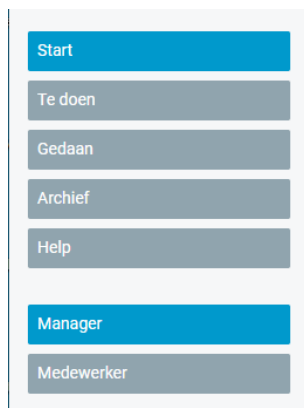 Start
Te doen
Gedaan
Archief
Help
Manager
Medewerker